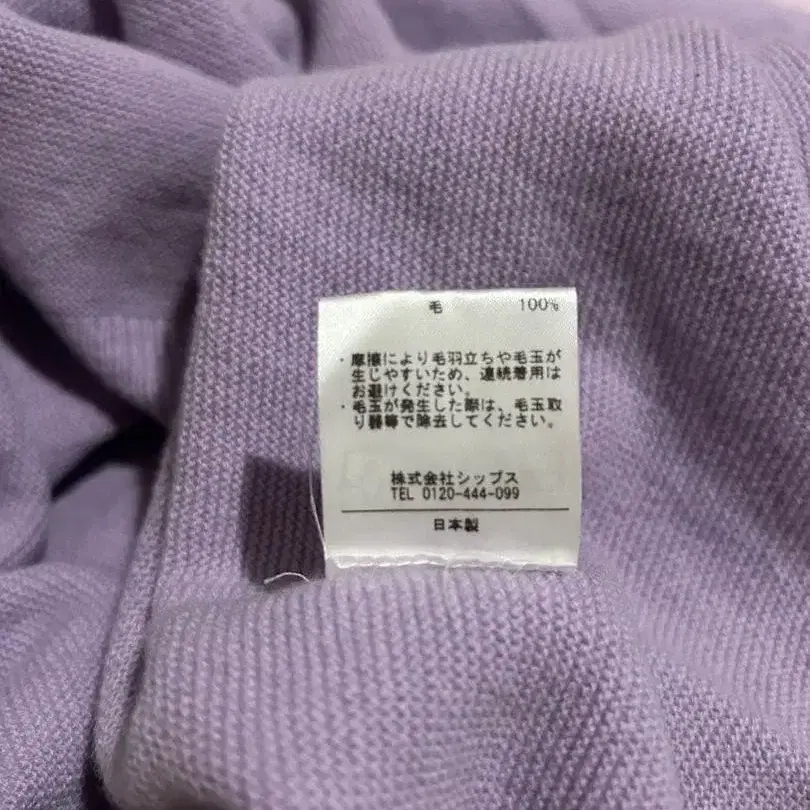 毛 100%
・摩擦により毛羽立ちや毛玉が
生じやすいため、連続着用は
お避けください。
・毛玉が発生した際は、毛玉取
り器等で除去してください。
株式会社シップス
TEL 0120-444-099
日本製